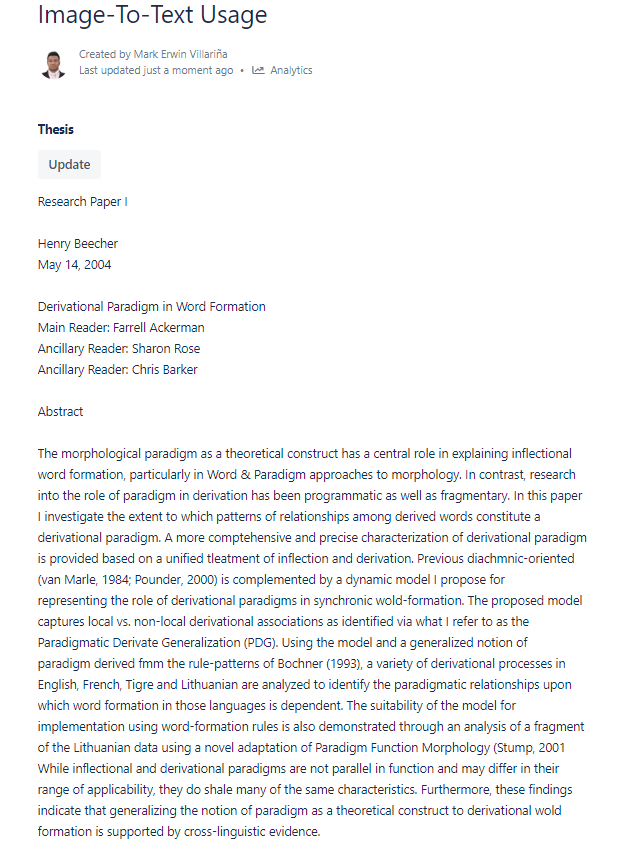 Image-To-Text Usage
Created by Mark Erwin Villariña
Last updated just a moment ago • Analytics
Thesis
Update
Research Paper I
Henry Beecher
May 14, 2004
Derivational Paradigm in Word Formation
Main Reader: Farrell Ackerman
Ancillary Reader: Sharon Rose
Ancillary Reader: Chris Barker
Abstract
The morphological paradigm as a theoretical construct has a central role in explaining inflectional
word formation, particularly in Word & Paradigm approaches to morphology. In contrast, research
into the role of paradigm in derivation has been programmatic as well as fragmentary. In this paper
I investigate the extent to which patterns of relationships among derived words constitute a
derivational paradigm. A more comptehensive and precise characterization of derivational paradigm
is provided based on a unified tleatment of inflection and derivation. Previous diachmnic-oriented
(van Marle, 1984; Pounder, 2000) is complemented by a dynamic model I propose for
representing the role of derivational paradigms in synchronic wold-formation. The proposed model
captures local vs. non-local derivational associations as identified via what I refer to as the
Paradigmatic Derivate Generalization (PDG). Using the model and a generalized notion of
paradigm derived fmm the rule-patterns of Bochner (1993), a variety of derivational processes in
English, French, Tigre and Lithuanian are analyzed to identify the paradigmatic relationships upon
which word formation in those languages is dependent. The suitability of the model for
implementation using word-formation rules is also demonstrated through an analysis of a fragment
of the Lithuanian data using a novel adaptation of Paradigm Function Morphology (Stump, 2001
While inflectional and derivational paradigms are not parallel in function and may differ in their
range of applicability, they do shale many of the same characteristics. Furthermore, these findings
indicate that generalizing the notion of paradigm as a theoretical construct to derivational wold
formation is supported by cross-linguistic evidence.